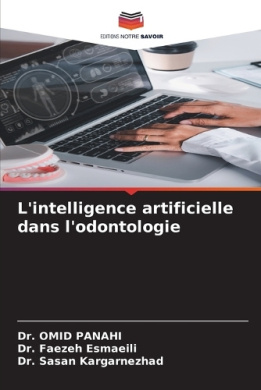 EDITIONS NOTRE SAVOIR
L'intelligence artificielle
dans l'odontologie
Dr. OMID PANAHI
Dr. Faezeh Esmaeili
Dr. Sasan Kargarnezhad